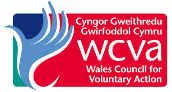 Cyngor Gweithredu
Gwirfoddol Cymru
wcva
Wales Council for
Voluntary Action